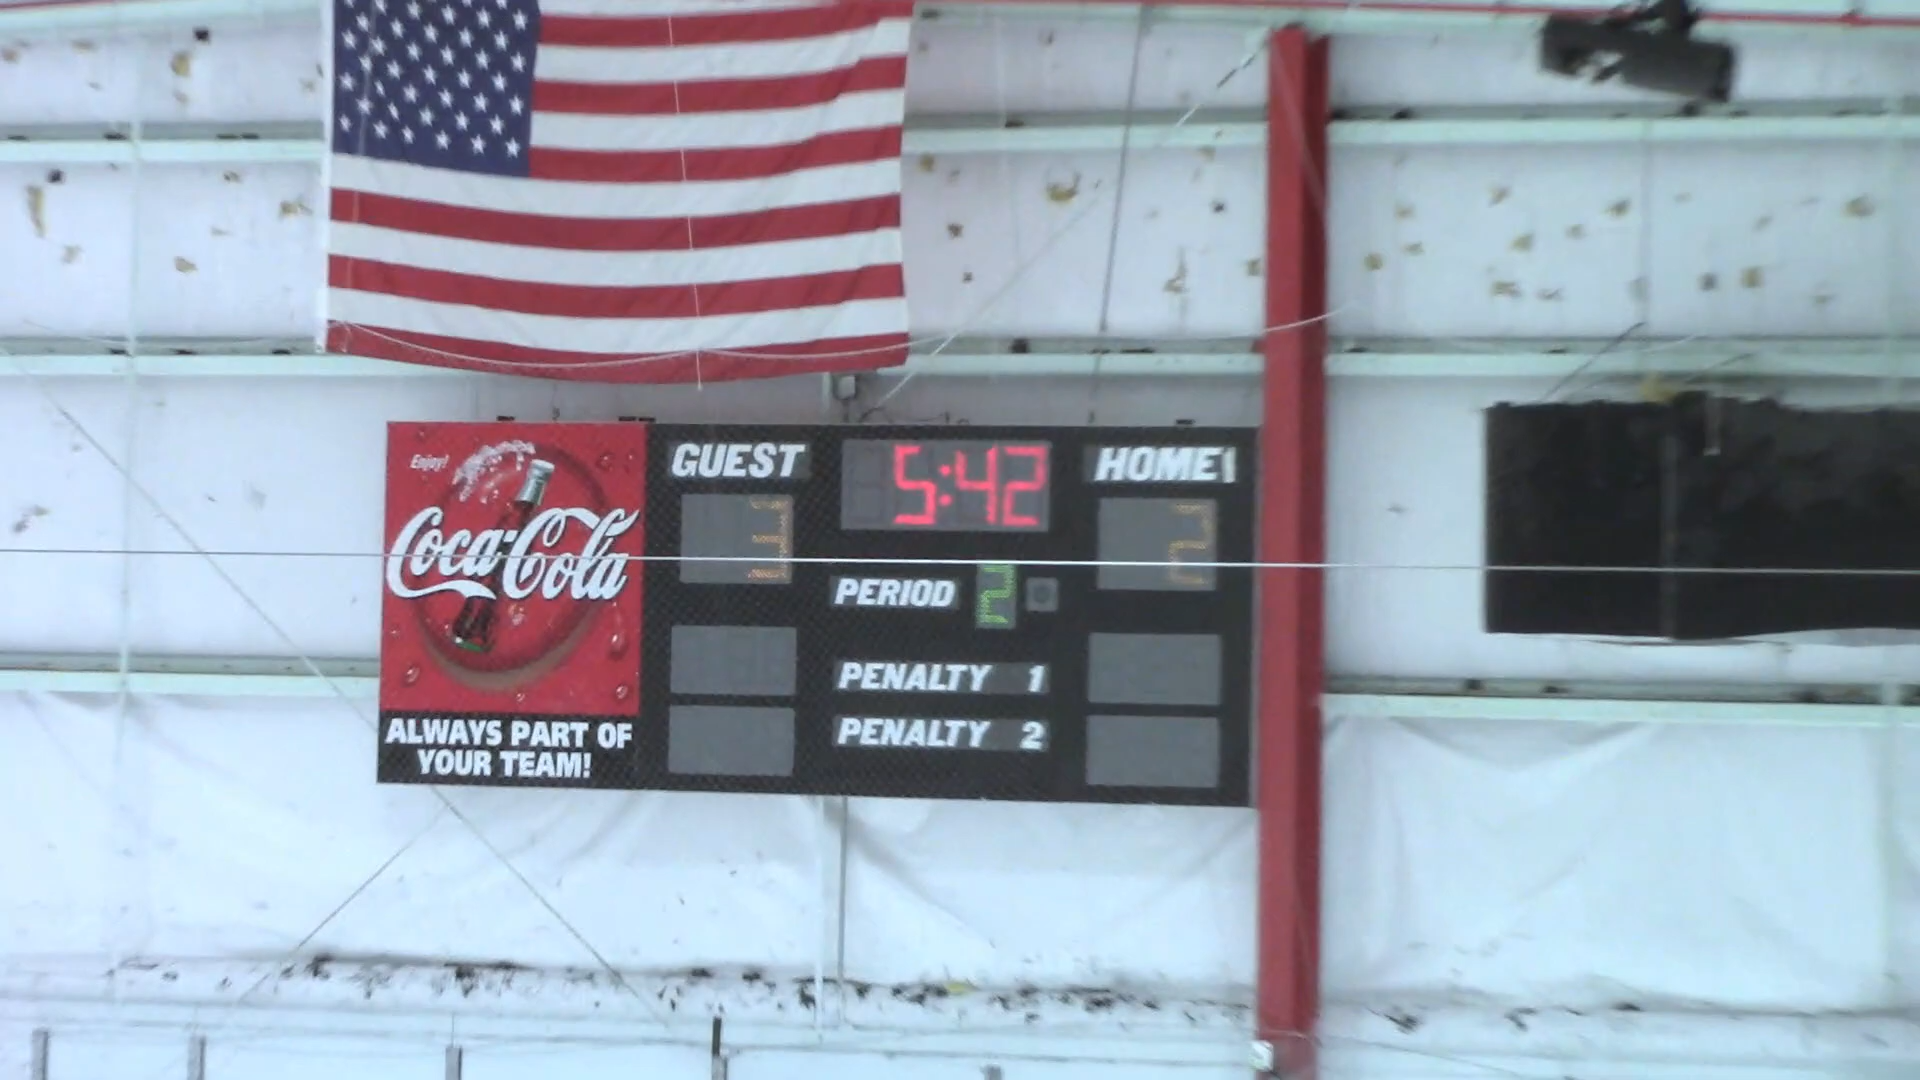 GUEST 5:42 HOME
3 2
PERIOD 2
PENALTY 1
PENALTY 2
Enjoy!
Coca-Cola
ALWAYS PART OF
YOUR TEAM!